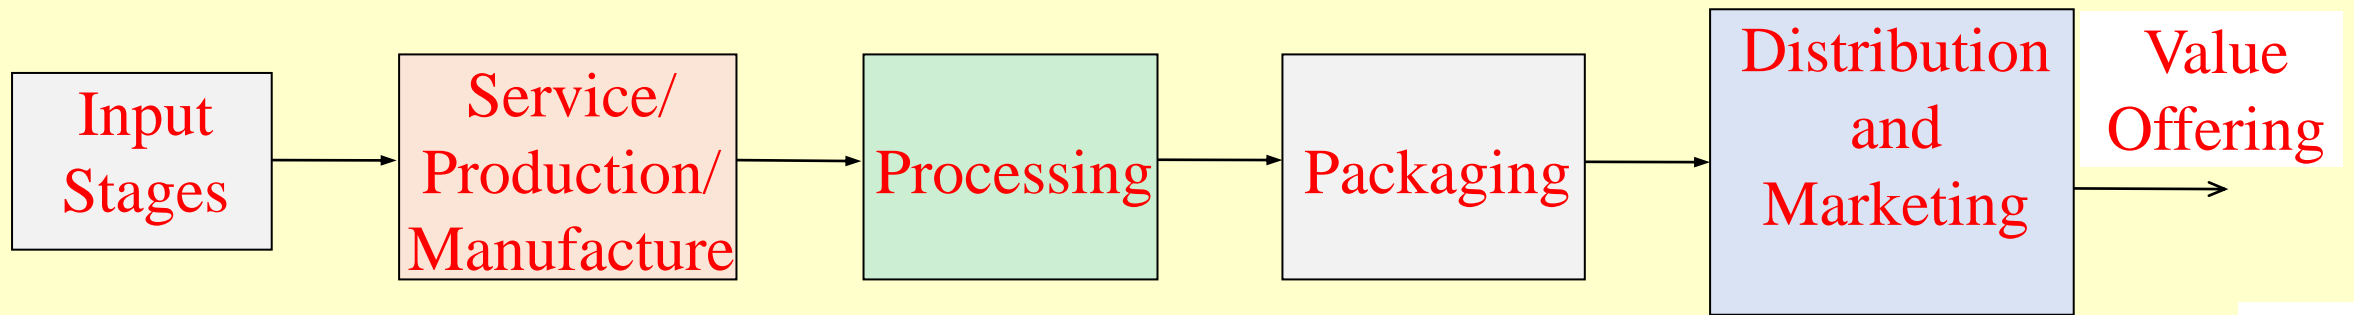 Input
Stages
Service/
Production/
Manufacture
Processing
Packaging
Distribution
and
Marketing
Value
Offering